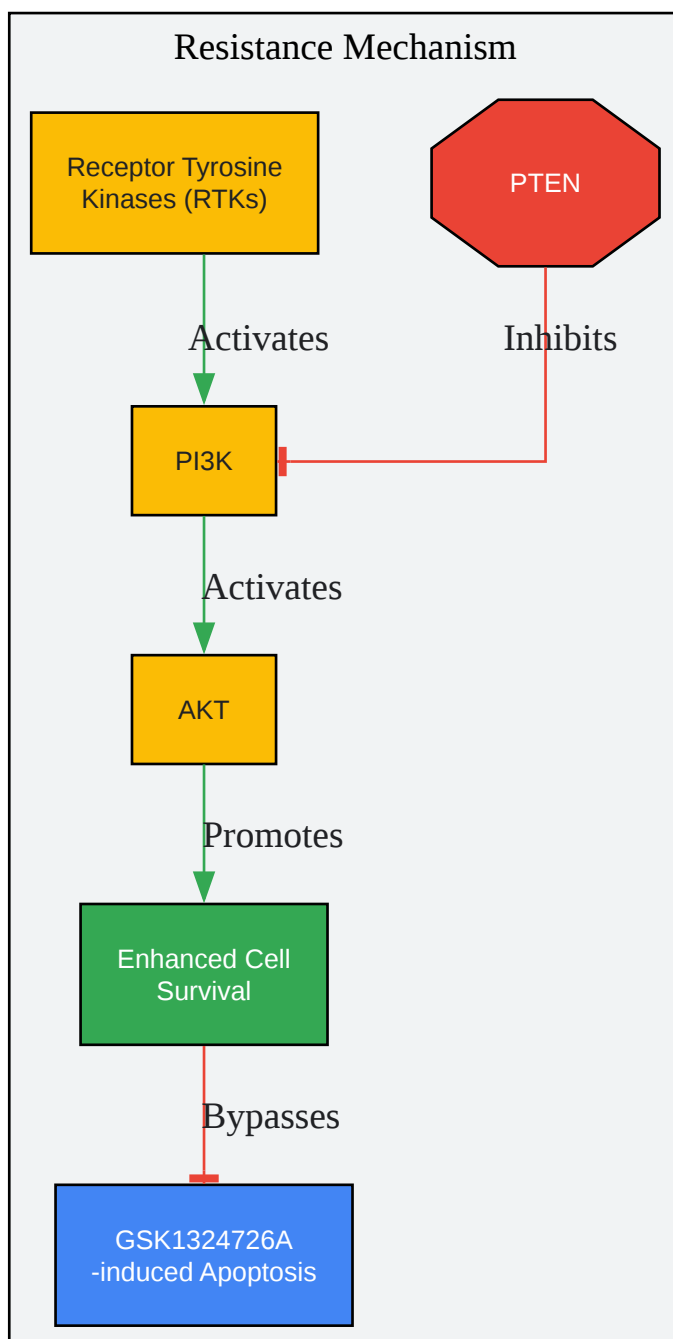 Resistance Mechanism
Receptor Tyrosine
Kinases (RTKs)
PTEN
Activates
Inhibits
PI3K
Activates
AKT
Promotes
Enhanced Cell
Survival
Bypasses
GSK1324726A
-induced Apoptosis